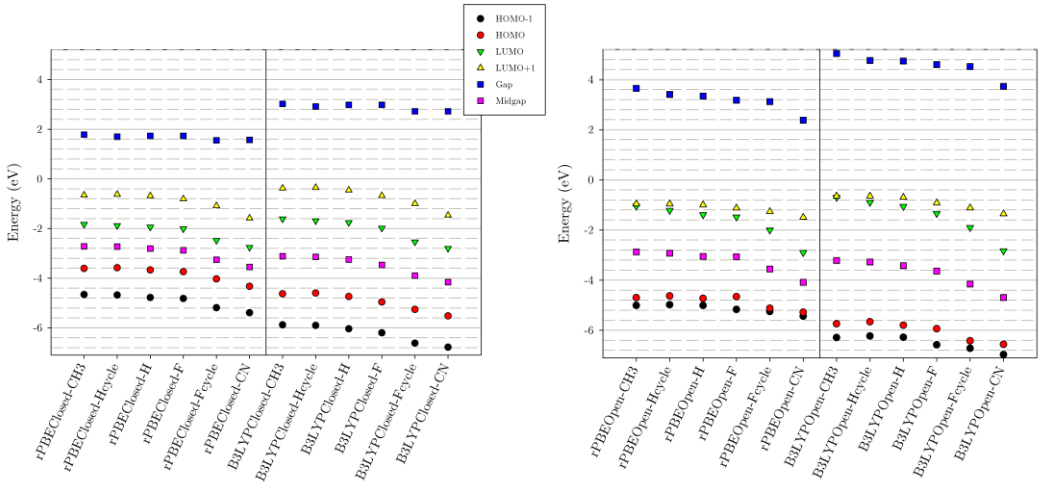 HOMO-1
HOMO
LUMO
LUMO+1
Gap
Midgap
Energy (eV)
4
2
0
-2
-4
-6
rPBEClosed-CH3
rPBEClosed-Hcycle
rPBEClosed-H
rPBEClosed-F
rPBEClosed-Fcycle
rPBEClosed-CN
B3LYPClosed-CH3
B3LYPClosed-Hcycle
B3LYPClosed-H
B3LYPClosed-F
B3LYPClosed-Fcycle
B3LYPClosed-CN
Energy (eV)
4
2
0
-2
-4
-6
rPBEOpen-CH3
rPBEOpen-Hcycle
rPBEOpen-H
rPBEOpen-F
rPBEOpen-Fcycle
rPBEOpen-CN
B3LYPOpen-CH3
B3LYPOpen-Hcycle
B3LYPOpen-H
B3LYPOpen-F
B3LYPOpen-Fcycle
B3LYPOpen-CN